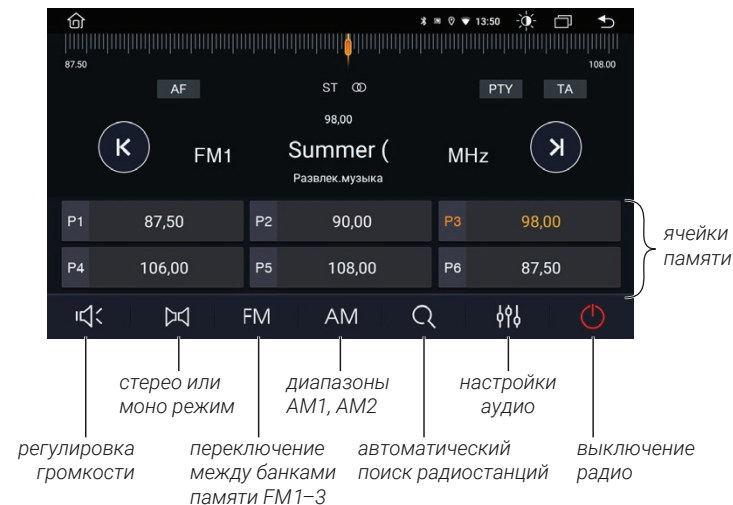 13:50
87.50
108.00
AF
ST
PTY
TA
98,00
FM1
Summer (
MHz
Развлек.музыка
P1 87,50 P2 90,00 P3 98,00
P4 106,00 P5 108,00 P6 87,50
ячейки
памяти
FM AM
стерео или
моно режим
диапазоны
AM1, AM2
настройки
аудио
регулировка
громкости
переключение
между банками
памяти FM1–3
автоматический
поиск радиостанций
выключение
радио